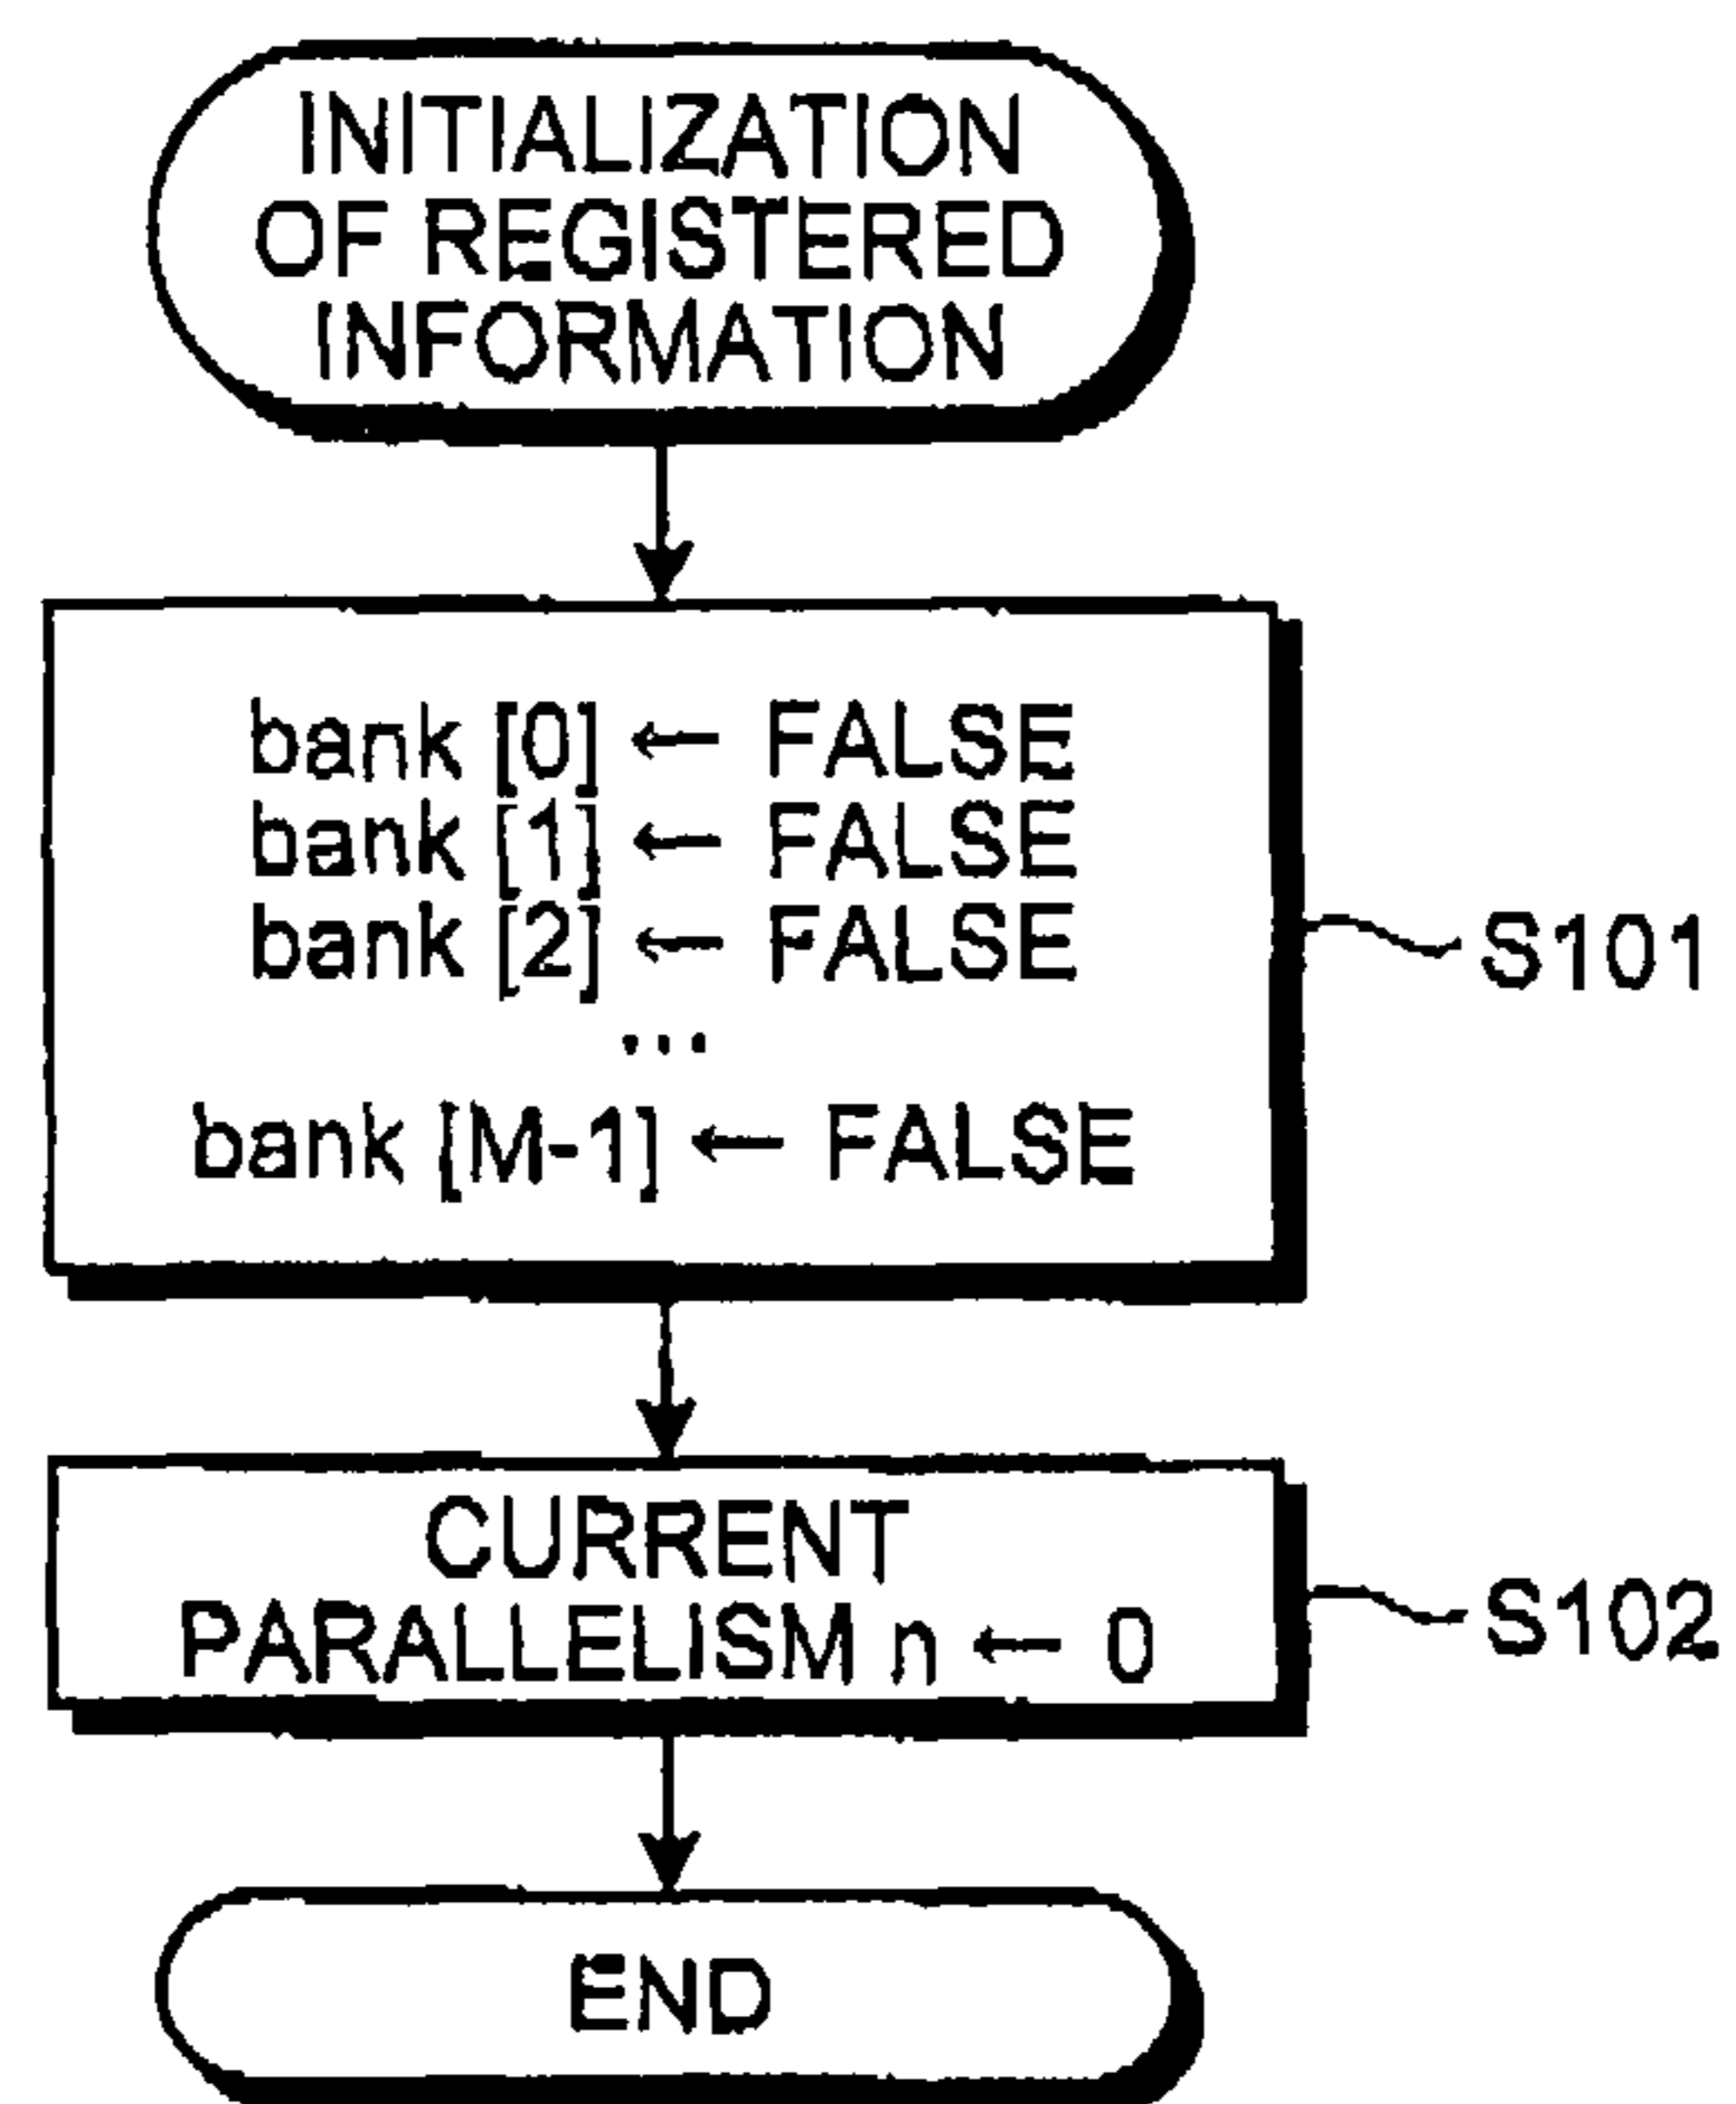 INITIALIZATION
OF REGISTERED
INFORMATION
bank [0] ← FALSE
bank [1] ← FALSE
bank [2] ← FALSE
...
bank [M-1] ← FALSE
S101
CURRENT
PARALLELISM n ← 0
S102
END